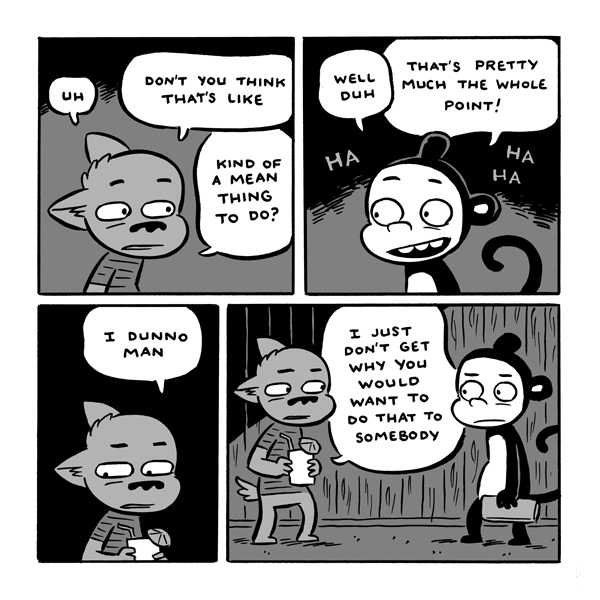 UH
DON'T YOU THINK
THAT'S LIKE
KIND OF
A MEAN
THING
TO DO?
WELL
DUH
THAT'S PRETTY
MUCH THE WHOLE
POINT!
HA
HA
HA
I DUNNO
MAN
I JUST
DON'T GET
WHY YOU
WOULD
WANT TO
DO THAT TO
SOMEBODY